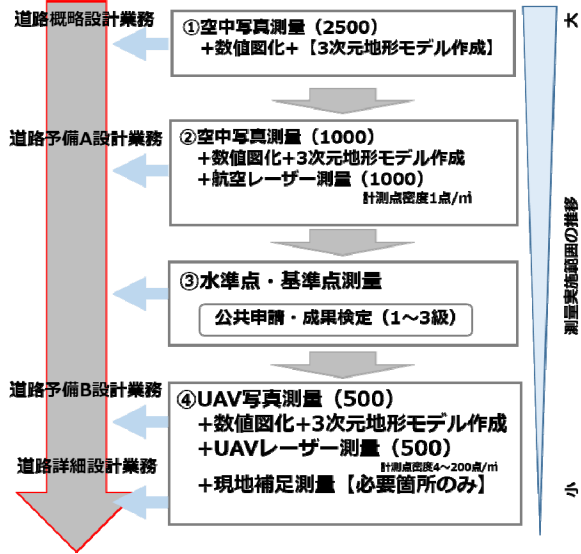 道路概略設計業務
①空中写真測量（2500）
+数値図化+【3次元地形モデル作成】
大
道路予備A設計業務
②空中写真測量（1000）
+数値図化+3次元地形モデル作成
+航空レーザー測量（1000）
計測点密度1点/㎡
測量実施範囲の推移
③水準点・基準点測量
公共申請・成果検定（1～3級）
道路予備B設計業務
④UAV写真測量（500）
+数値図化+3次元地形モデル作成
+UAVレーザー測量（500）
計測点密度4～200点/㎡
道路詳細設計業務
+現地補足測量【必要箇所のみ】
小